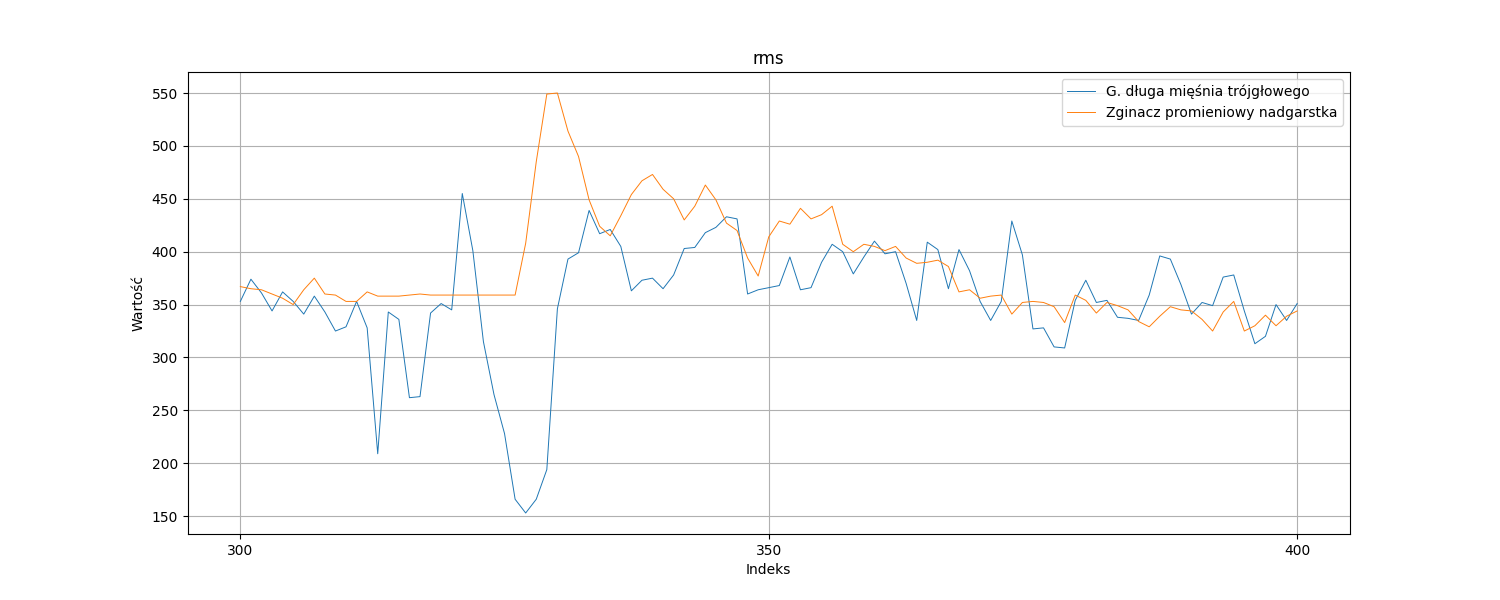 rms
G. długa mięśnia trójgłowego
Zginacz promieniowy nadgarstka
Wartość
550
500
450
400
350
300
250
200
150
300
350
400
Indeks